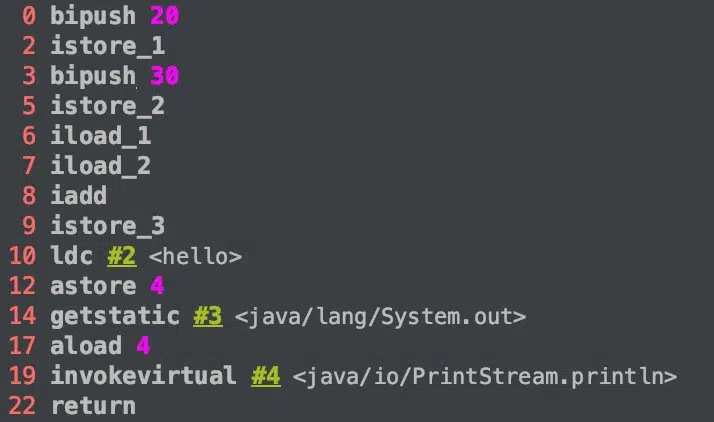 0 bipush 20
2 istore_1
3 bipush 30
5 istore_2
6 iload_1
7 iload_2
8 iadd
9 istore_3
10 ldc #2 <hello>
12 astore 4
14 getstatic #3 <java/lang/System.out>
17 aload 4
19 invokevirtual #4 <java/io/PrintStream.println>
22 return